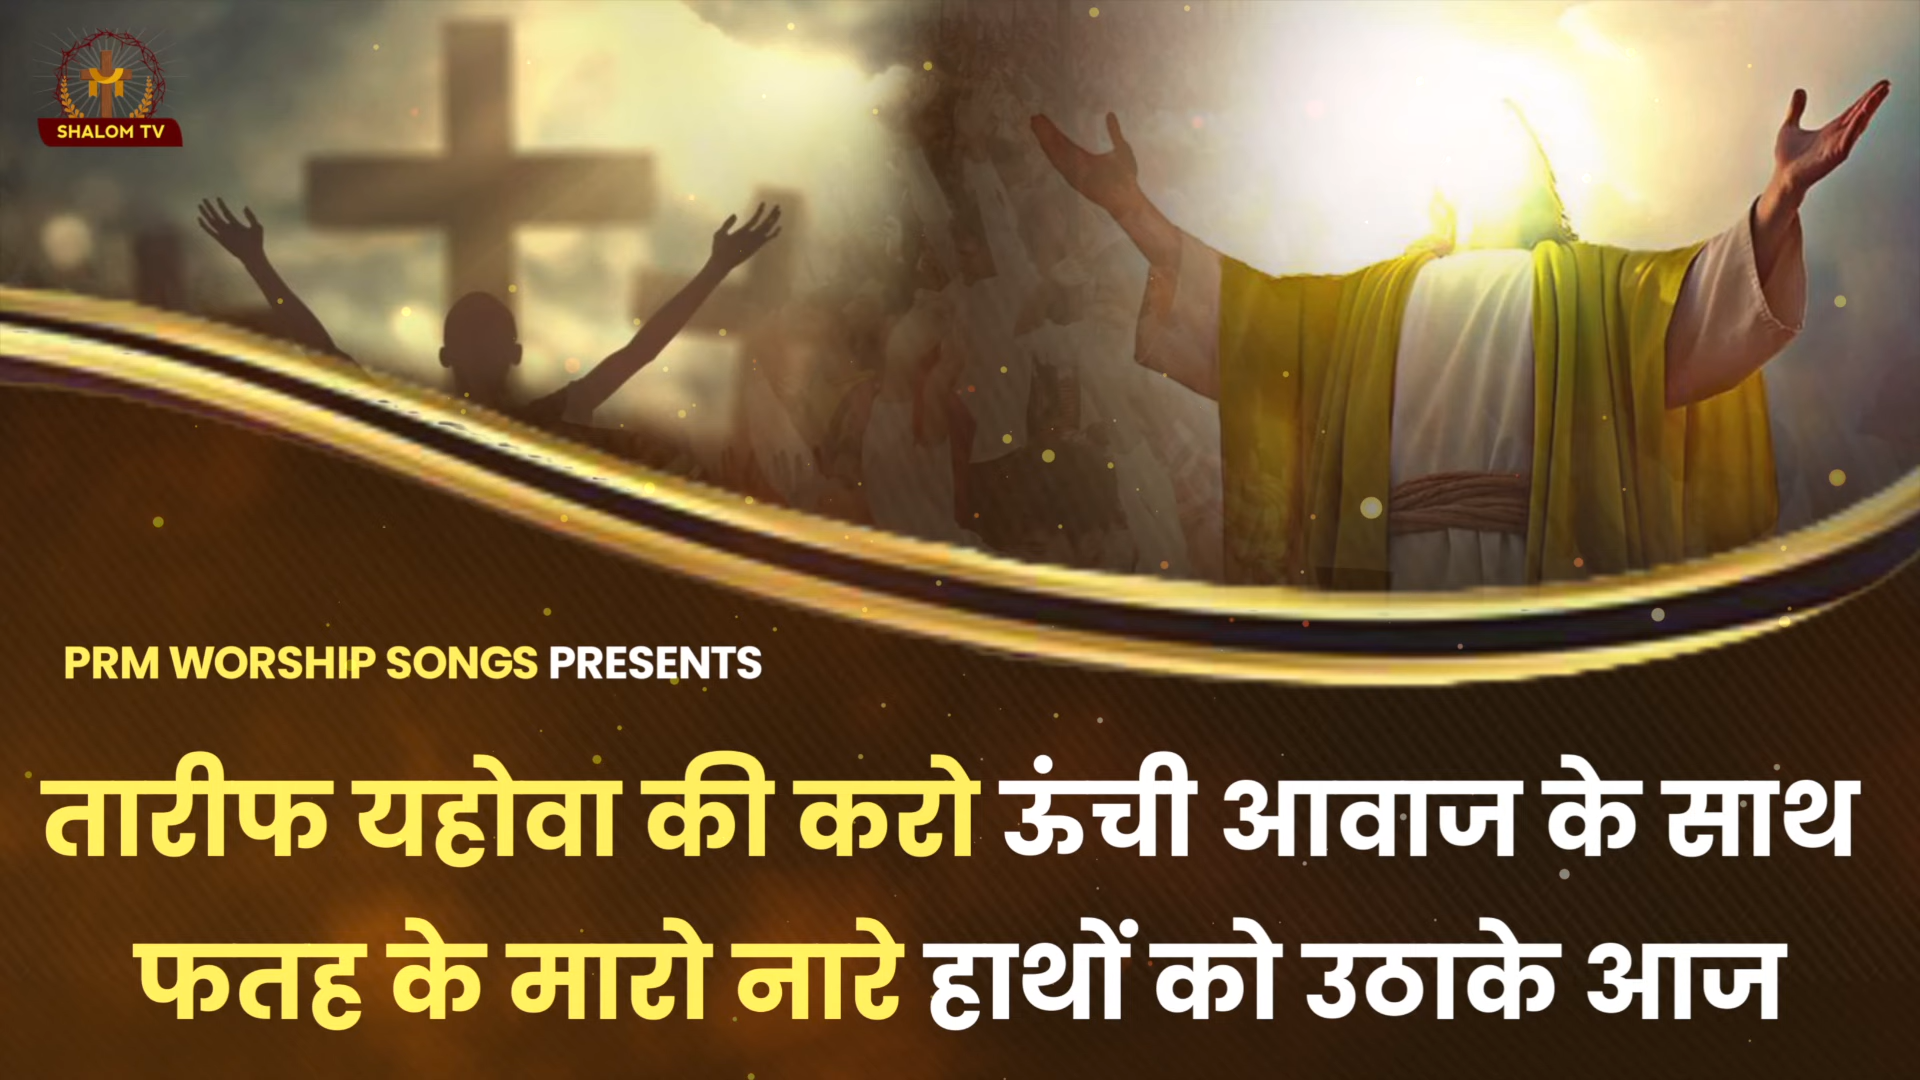 SHALOM TV
PRM WORSHIP SONGS PRESENTS
तारीफ यहोवा की करो ऊंची आवाज के साथ
फतह के मारो नारे हाथों को उठाके आज